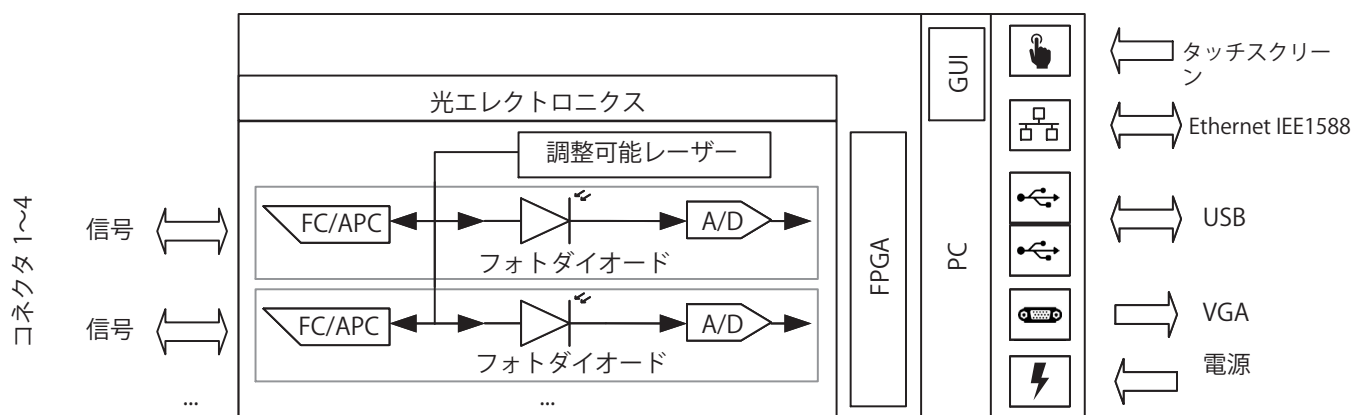 コネクタ 1～4
信号
信号
...
光エレクトロニクス
調整可能レーザー
FC/APC
A/D
フォトダイオード
FC/APC
A/D
フォトダイオード
...
FPGA
PC
GUI
タッチスクリー
ン
Ethernet IEE1588
USB
VGA
電源